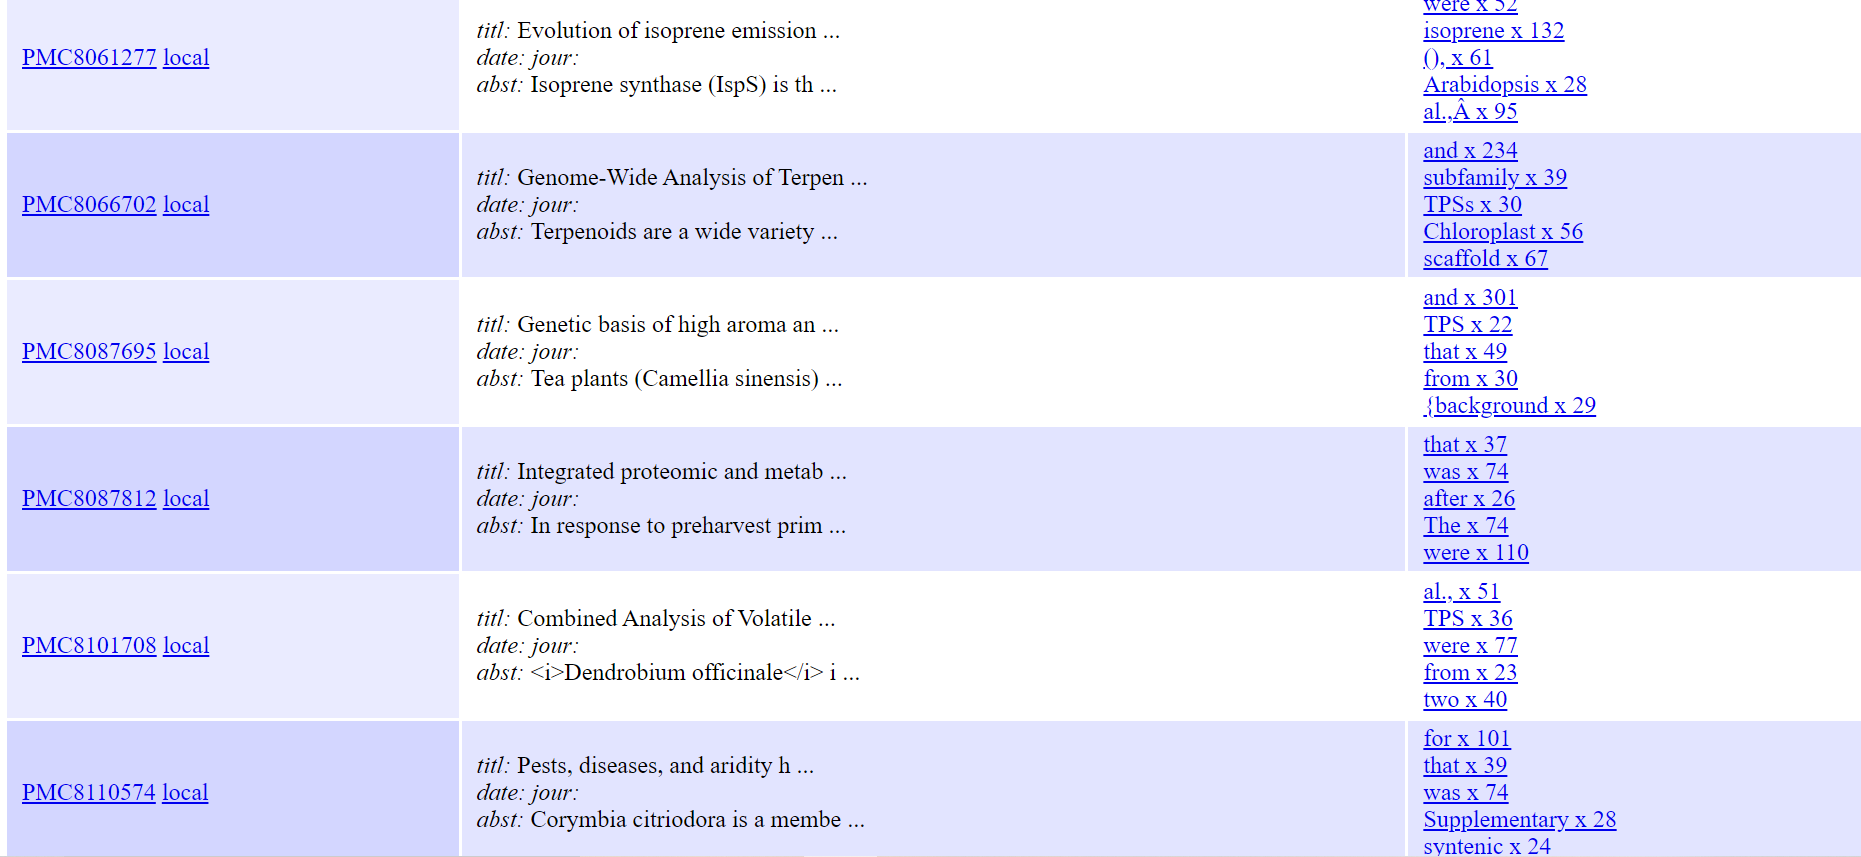 were x 52
PMC8061277 local
titl: Evolution of isoprene emission ...
date: jour:
abst: Isoprene synthase (IspS) is th ...
isoprene x 132
(), x 61
Arabidopsis x 28
al.,Â x 95
PMC8066702 local
titl: Genome-Wide Analysis of Terpen ...
date: jour:
abst: Terpenoids are a wide variety ...
and x 234
subfamily x 39
TPSs x 30
Chloroplast x 56
scaffold x 67
PMC8087695 local
titl: Genetic basis of high aroma an ...
date: jour:
abst: Tea plants (Camellia sinensis) ...
and x 301
TPS x 22
that x 49
from x 30
{background x 29
PMC8087812 local
titl: Integrated proteomic and metab ...
date: jour:
abst: In response to preharvest prim ...
that x 37
was x 74
after x 26
The x 74
were x 110
PMC8101708 local
titl: Combined Analysis of Volatile ...
date: jour:
abst: <i>Dendrobium officinale</i> i ...
al., x 51
TPS x 36
were x 77
from x 23
two x 40
PMC8110574 local
titl: Pests, diseases, and aridity h ...
date: jour:
abst: Corymbia citriodora is a membe ...
for x 101
that x 39
was x 74
Supplementary x 28
syntenic x 24